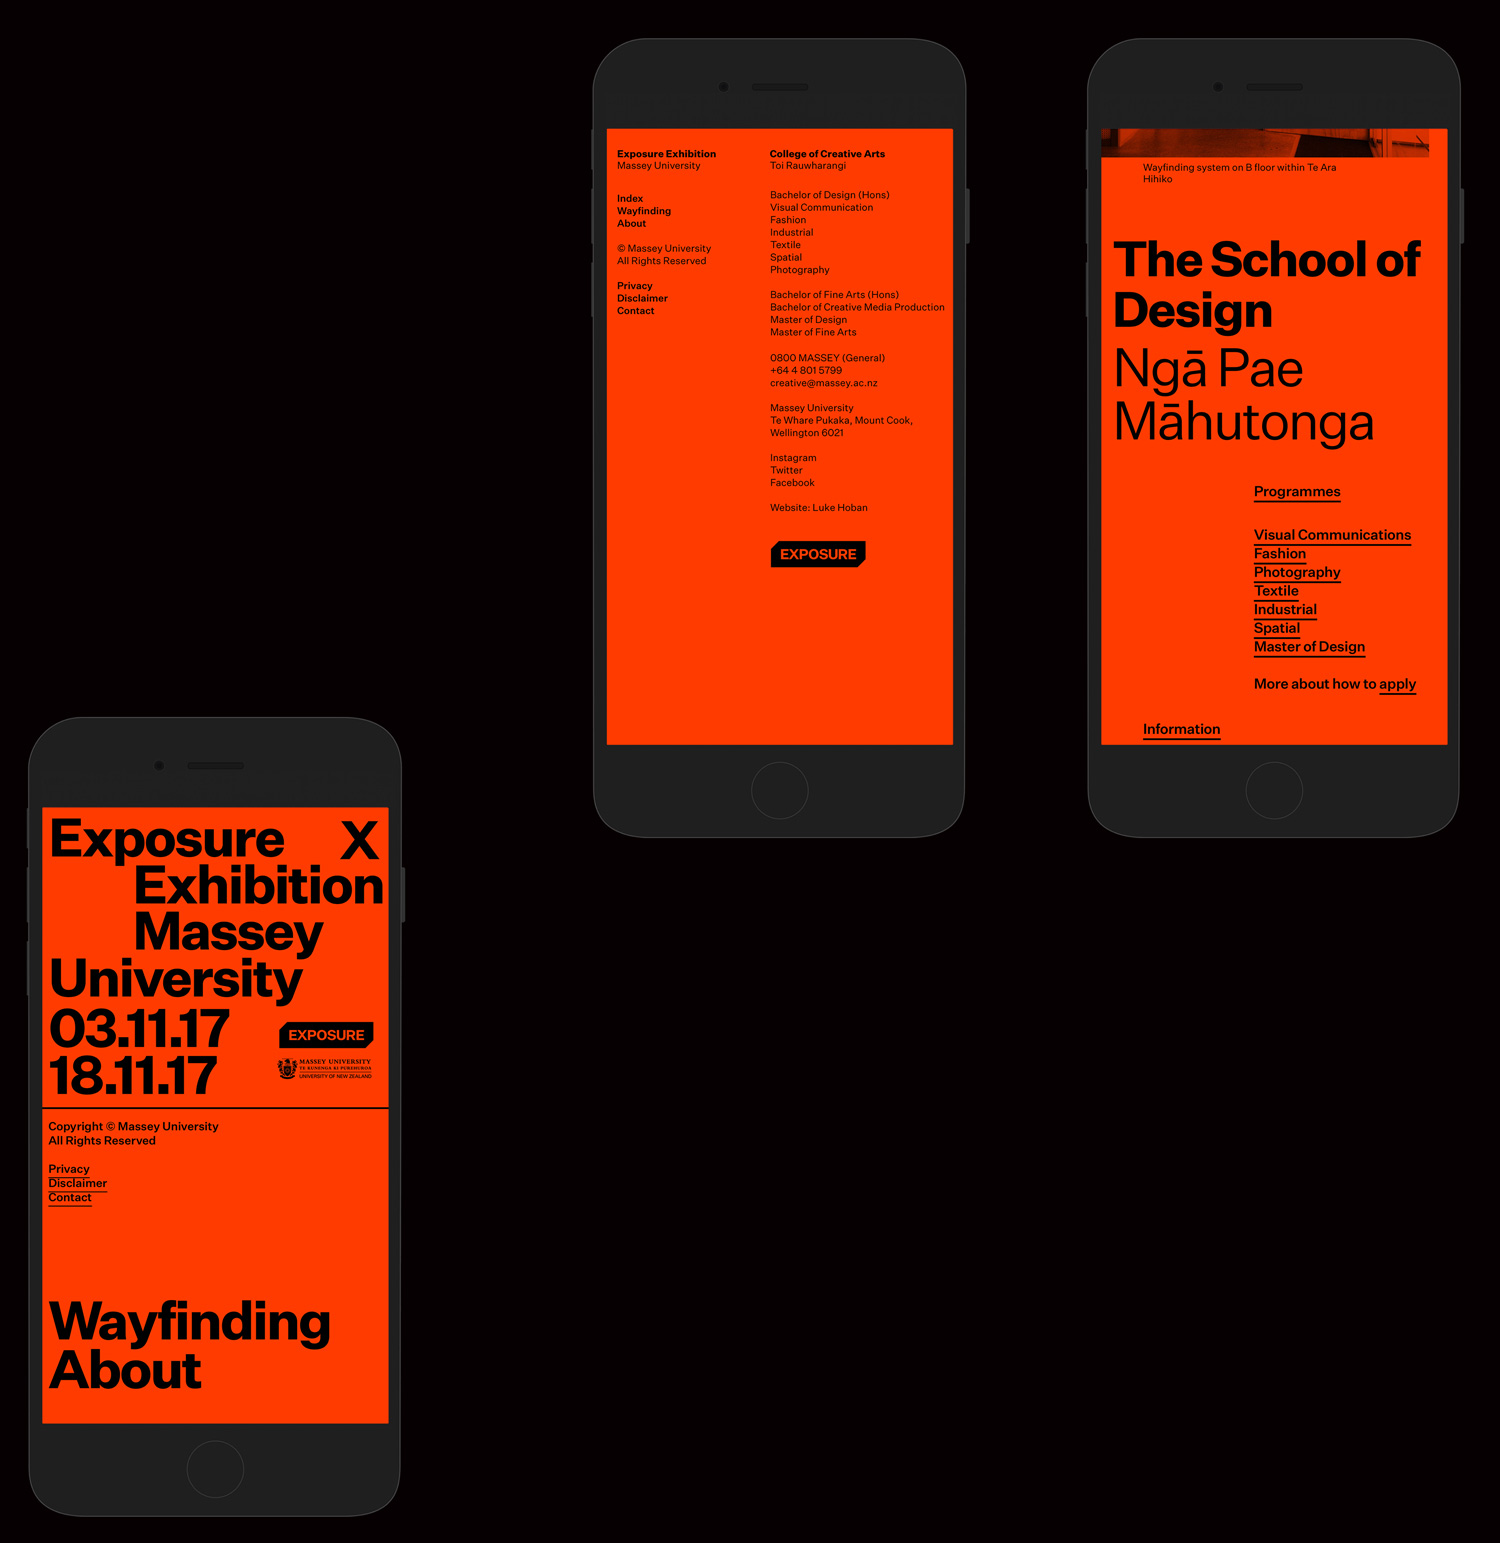 Exposure Exhibition
Massey University
Index
Wayfinding
About
© Massey University
All Rights Reserved
Privacy
Disclaimer
Contact
College of Creative Arts
Toi Rauwharangi
Bachelor of Design (Hons)
Visual Communication
Fashion
Industrial
Textile
Spatial
Photography
Bachelor of Fine Arts (Hons)
Bachelor of Creative Media Production
Master of Design
Master of Fine Arts
0800 MASSEY (General)
+64 4 801 5799
creative@massey.ac.nz
Massey University
Te Whare Pukaka, Mount Cook,
Wellington 6021
Instagram
Twitter
Facebook
Website: Luke Hoban
EXPOSURE
Wayfinding system on B floor within Te Ara
Hihiko
The School of
Design
Ngā Pae
Māhutonga
Programmes
Visual Communications
Fashion
Photography
Textile
Industrial
Spatial
Master of Design
More about how to apply
Information
Exposure X
Exhibition
Massey
University
03.11.17
18.11.17
EXPOSURE
MASSEY UNIVERSITY
TE KUNENGA KI PUREHUROA
UNIVERSITY OF NEW ZEALAND
Copyright © Massey University
All Rights Reserved
Privacy
Disclaimer
Contact
Wayfinding
About